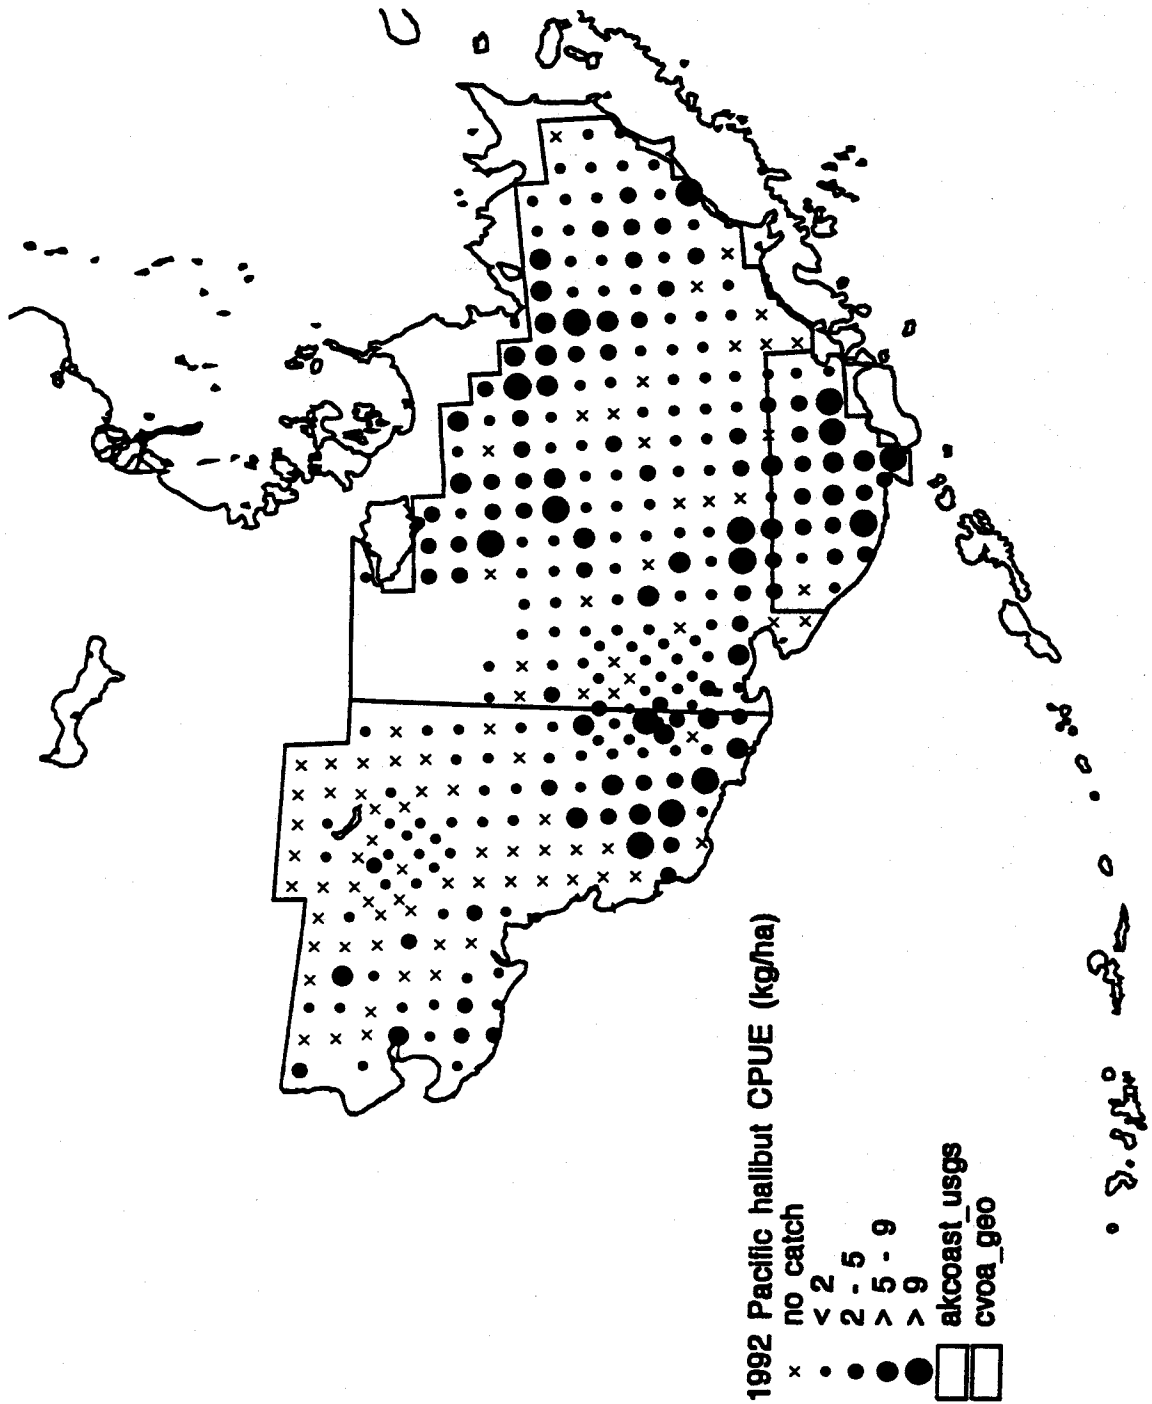 1992 Pacific halibut CPUE (kg/ha)
no catch
< 2
2 - 5
> 5 - 9
> 9
akcoast_usgs
cvoa_geo